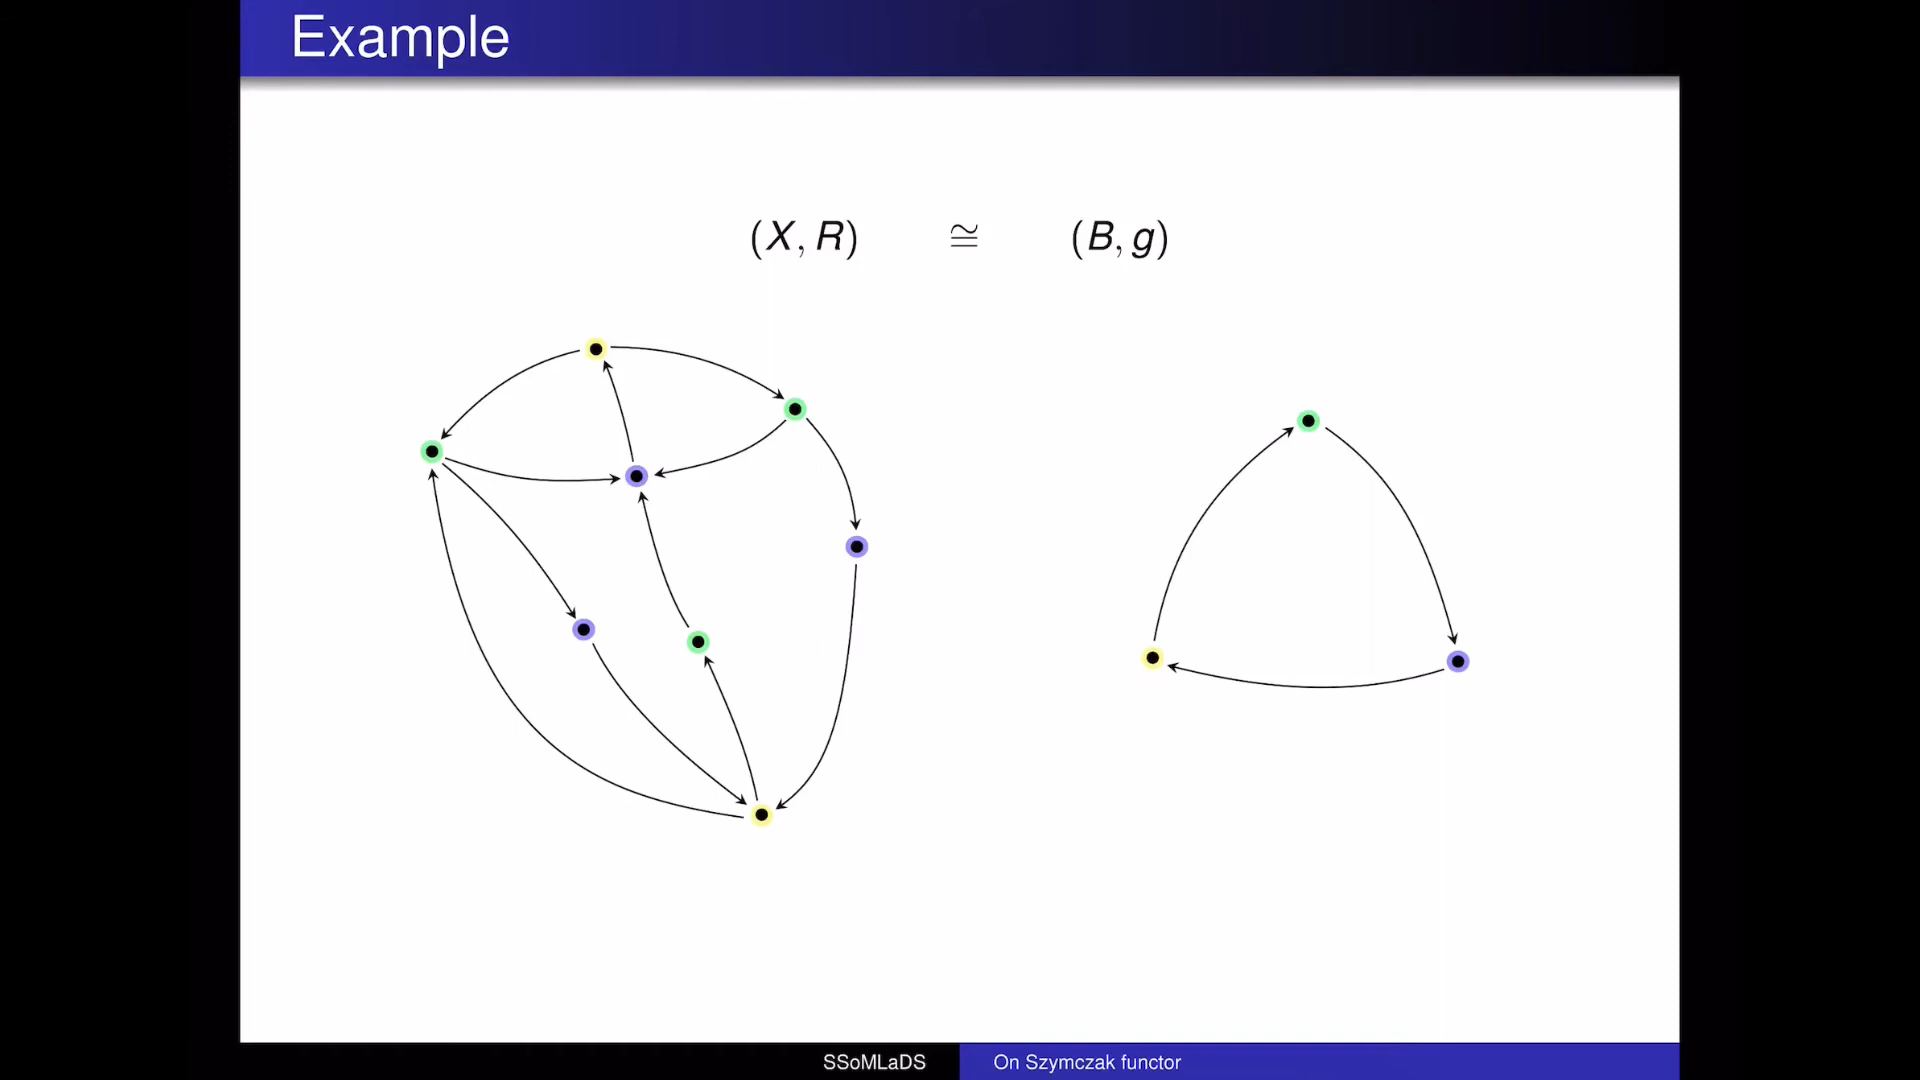 Example
(X, R) ≅ (B, g)
SSoMLaDS On Szymczak functor